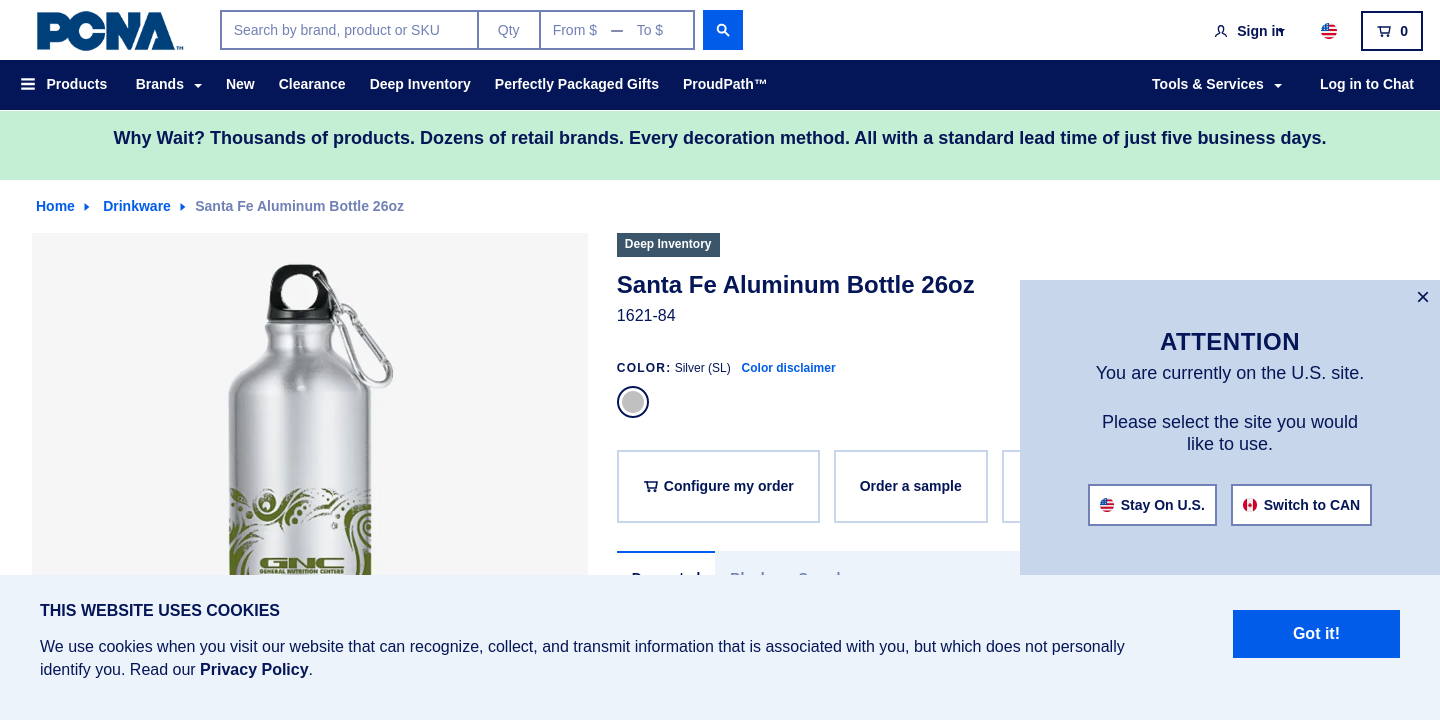 PCNA™
Search by brand, product or SKU
Qty
From $ — To $
Sign in
0
Products
Brands
New
Clearance
Deep Inventory
Perfectly Packaged Gifts
ProudPath™
Tools & Services
Log in to Chat
Why Wait? Thousands of products. Dozens of retail brands. Every decoration method. All with a standard lead time of just five business days.
Home
Drinkware
Santa Fe Aluminum Bottle 26oz
GNC
GENERAL NUTRITION CENTERS
Deep Inventory
Santa Fe Aluminum Bottle 26oz
1621-84
COLOR: Silver (SL) Color disclaimer
Configure my order
Order a sample
×
ATTENTION
You are currently on the U.S. site.
Please select the site you would
like to use.
Stay On U.S.
Switch to CAN
THIS WEBSITE USES COOKIES
We use cookies when you visit our website that can recognize, collect, and transmit information that is associated with you, but which does not personally
identify you. Read our Privacy Policy.
Got it!